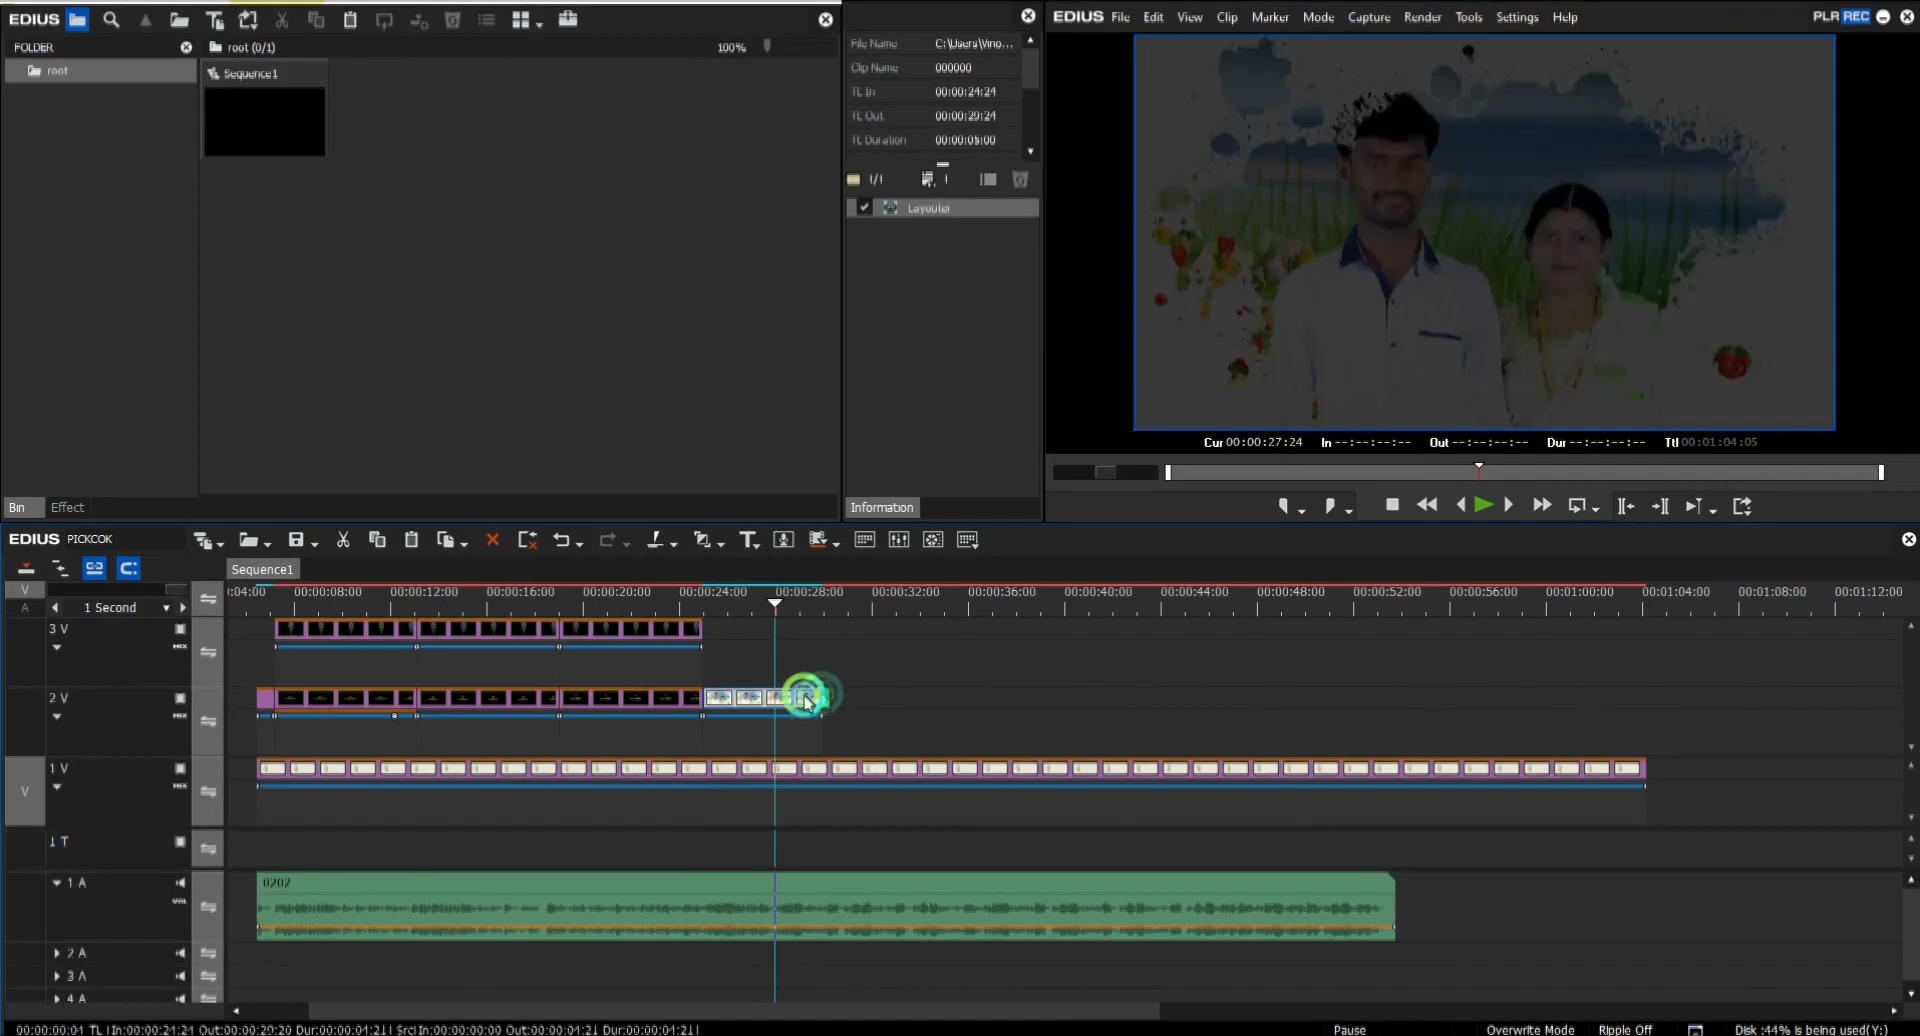 EDIUS
FOLDER
root (0/1)
100%
root
Sequence1
Bin
Effect
File Name C:\Users\Vino...
Clip Name 000000
TL In 00:00:24:24
TL Out 00:00:29:24
TL Duration 00:00:05:00
1/1
1
Layouter
Information
EDIUS File Edit View Clip Marker Mode Capture Render Tools Settings Help
PLR REC
Cur 00:00:27:24 In --:--:--:-- Out --:--:--:-- Dur --:--:--:-- Ttl 00:01:04:05
EDIUS PICKCOK
Sequence1
V
A
1 Second
:04:00 00:00:08:00 00:00:12:00 00:00:16:00 00:00:20:00 00:00:24:00 00:00:28:00 00:00:32:00 00:00:36:00 00:00:40:00 00:00:44:00 00:00:48:00 00:00:52:00 00:00:56:00 00:01:00:00 00:01:04:00 00:01:08:00 00:01:12:00
3 V
MIX
2 V
MIX
1 V
V
MIX
1 T
1 A
0202
VOL
2 A
3 A
4 A
00:00:00:04 TL [In:00:00:24:24 Out:00:00:29:20 Dur:00:00:04:21] Src[In:00:00:00:00 Out:00:00:04:21 Dur:00:00:04:21]
Pause
Overwrite Mode
Ripple Off
Disk :44% is being used(Y:)